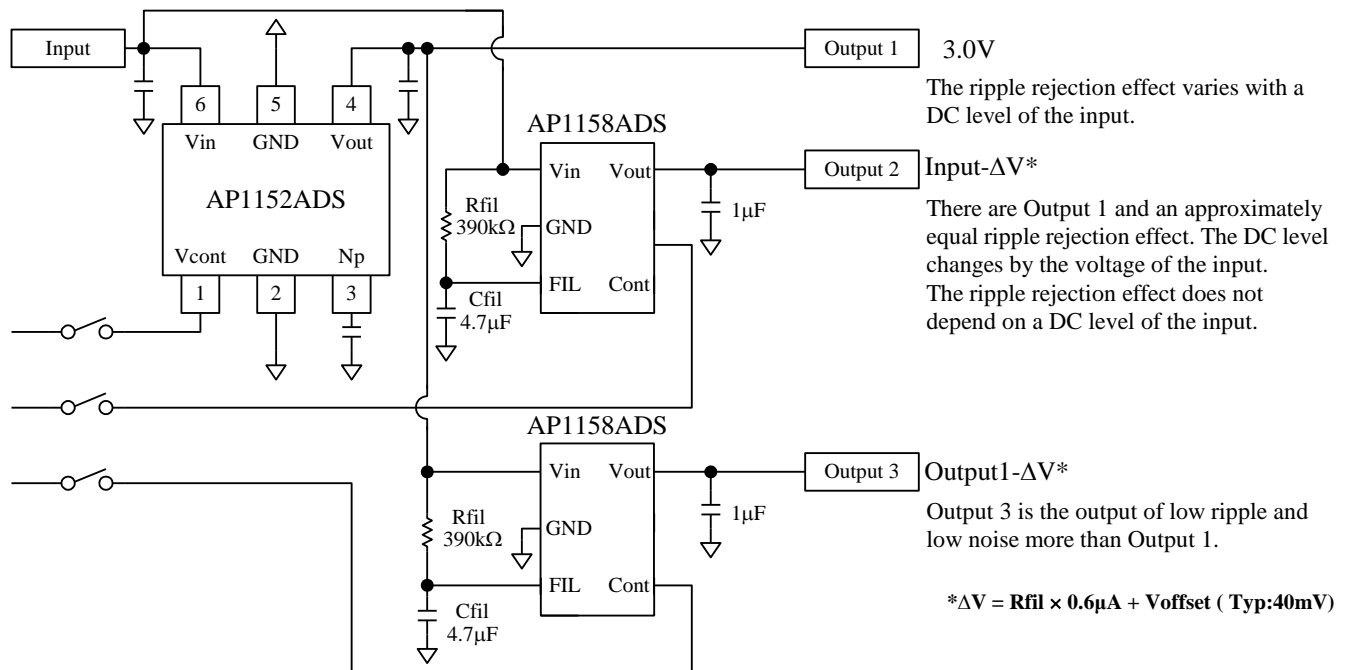 Input
Output 1
3.0V
The ripple rejection effect varies with a
DC level of the input.
6
5
4
Vin
GND
Vout
AP1152ADS
Vcont
GND
Np
1
2
3
AP1158ADS
Vin
Vout
GND
FIL
Cont
Rfil
390kΩ
Cfil
4.7μF
1μF
Output 2
Input-ΔV*
There are Output 1 and an approximately
equal ripple rejection effect. The DC level
changes by the voltage of the input.
The ripple rejection effect does not
depend on a DC level of the input.
AP1158ADS
Vin
Vout
GND
FIL
Cont
Rfil
390kΩ
Cfil
4.7μF
1μF
Output 3
Output1-ΔV*
Output 3 is the output of low ripple and
low noise more than Output 1.
*ΔV = Rfil × 0.6μA + Voffset ( Typ:40mV)